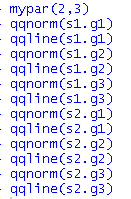 > mypar(2,3)
> qqnorm(s1.g1)
> qqline(s1.g1)
> qqnorm(s1.g2)
> qqline(s1.g2)
> qqnorm(s1.g3)
> qqline(s1.g3)
> qqnorm(s2.g1)
> qqline(s2.g1)
> qqnorm(s2.g2)
> qqline(s2.g2)
> qqnorm(s2.g3)
> qqline(s2.g3)